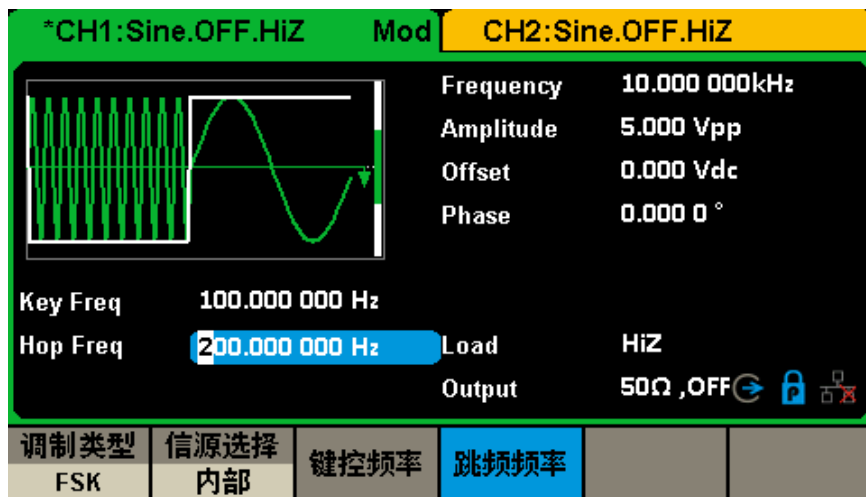 *CH1:Sine.OFF.HiZ Mod CH2:Sine.OFF.HiZ
Frequency 10.000 000kHz
Amplitude 5.000 Vpp
Offset 0.000 Vdc
Phase 0.000 0 °
Key Freq 100.000 000 Hz
Hop Freq 200.000 000 Hz
Load HiZ
Output 50Ω ,OFF P
调制类型 信源选择 键控频率 跳频频率
FSK 内部